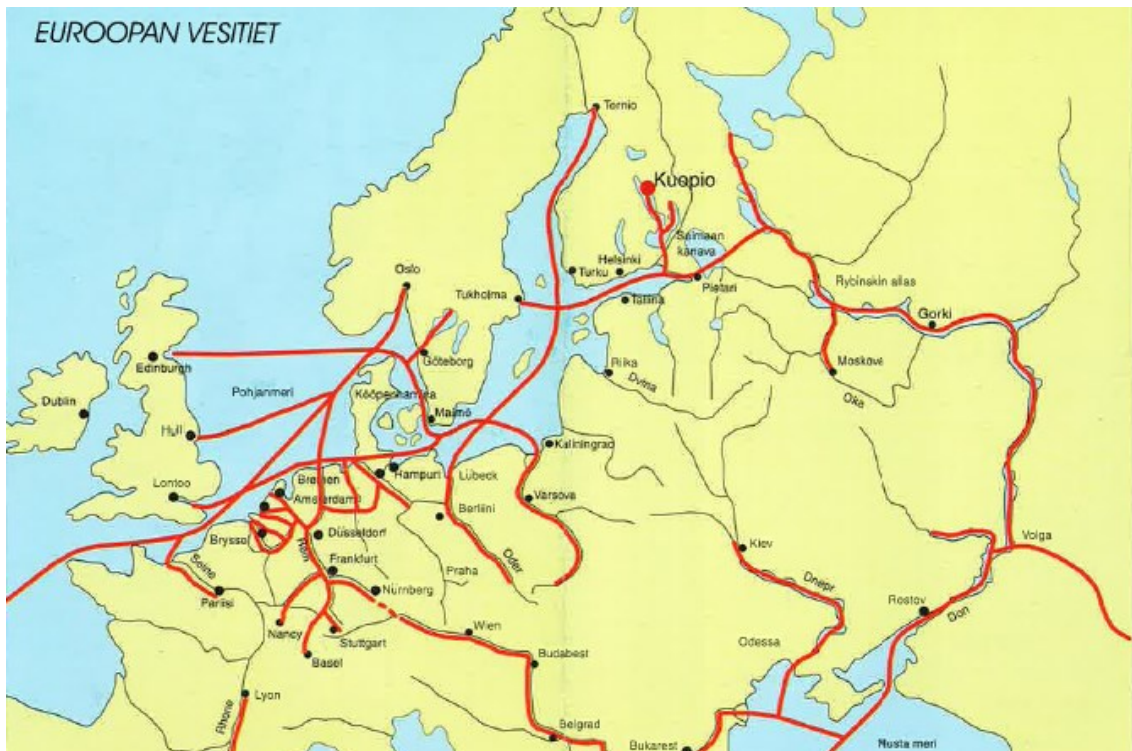 EUROOPAN VESITIET
Tornio
Kuopio
Saimaan
kanava
Helsinki
Turku
Pietari
Rybinskin allas
Oslo
Tukholma
Tallina
Gorki
Göteborg
Edinburgh
Riika
Dvina
Moskova
Oka
Pohjanmeri
Kööpenhamina
Dublin
Malmö
Hull
Kaliningrad
Lontoo
Bremen
Hampuri
Lübeck
Amsterdam
Varsova
Berliini
Brysse
Düsseldorf
Rein
Kiev
Volga
Seine
Frankfurt
Praha
Oder
Dnepr
Pariisi
Nürnberg
Rostov
Don
Nancy
Stuttgart
Wien
Odessa
Basel
Budabest
Lyon
Rhone
Belgrad
Bukarest
Musta meri